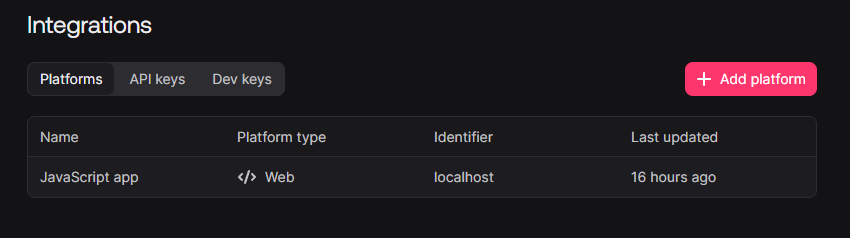 Integrations
Platforms API keys Dev keys Add platform
Name Platform type Identifier Last updated
JavaScript app Web localhost 16 hours ago